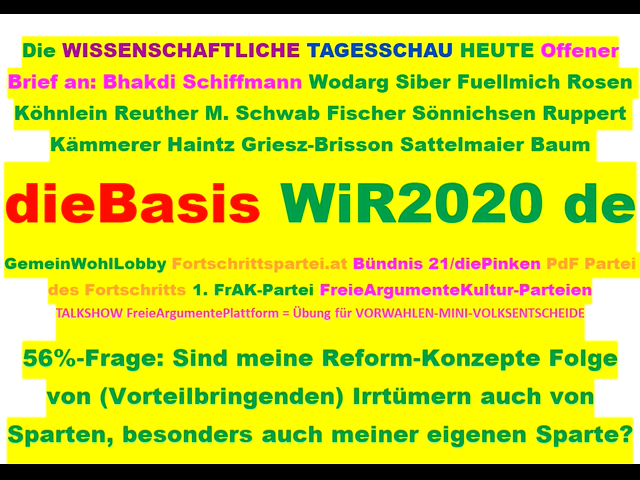 Die WISSENSCHAFTLICHE TAGESSCHAU HEUTE Offener
Brief an: Bhakdi Schiffmann Wodarg Siber Fuellmich Rosen
Köhnlein Reuther M. Schwab Fischer Sönnichsen Ruppert
Kämmerer Haintz Griesz-Brisson Sattelmaier Baum
dieBasis WiR2020 de
GemeinWohlLobby Fortschrittspartei.at Bündnis 21/diePinken PdF Partei
des Fortschritts 1. FrAK-Partei FreieArgumenteKultur-Parteien
TALKSHOW FreieArgumentePlattform = Übung für VORWAHLEN-MINI-VOLKSENTSCHEIDE
56%-Frage: Sind meine Reform-Konzepte Folge
von (Vorteilbringenden) Irrtümern auch von
Sparten, besonders auch meiner eigenen Sparte?